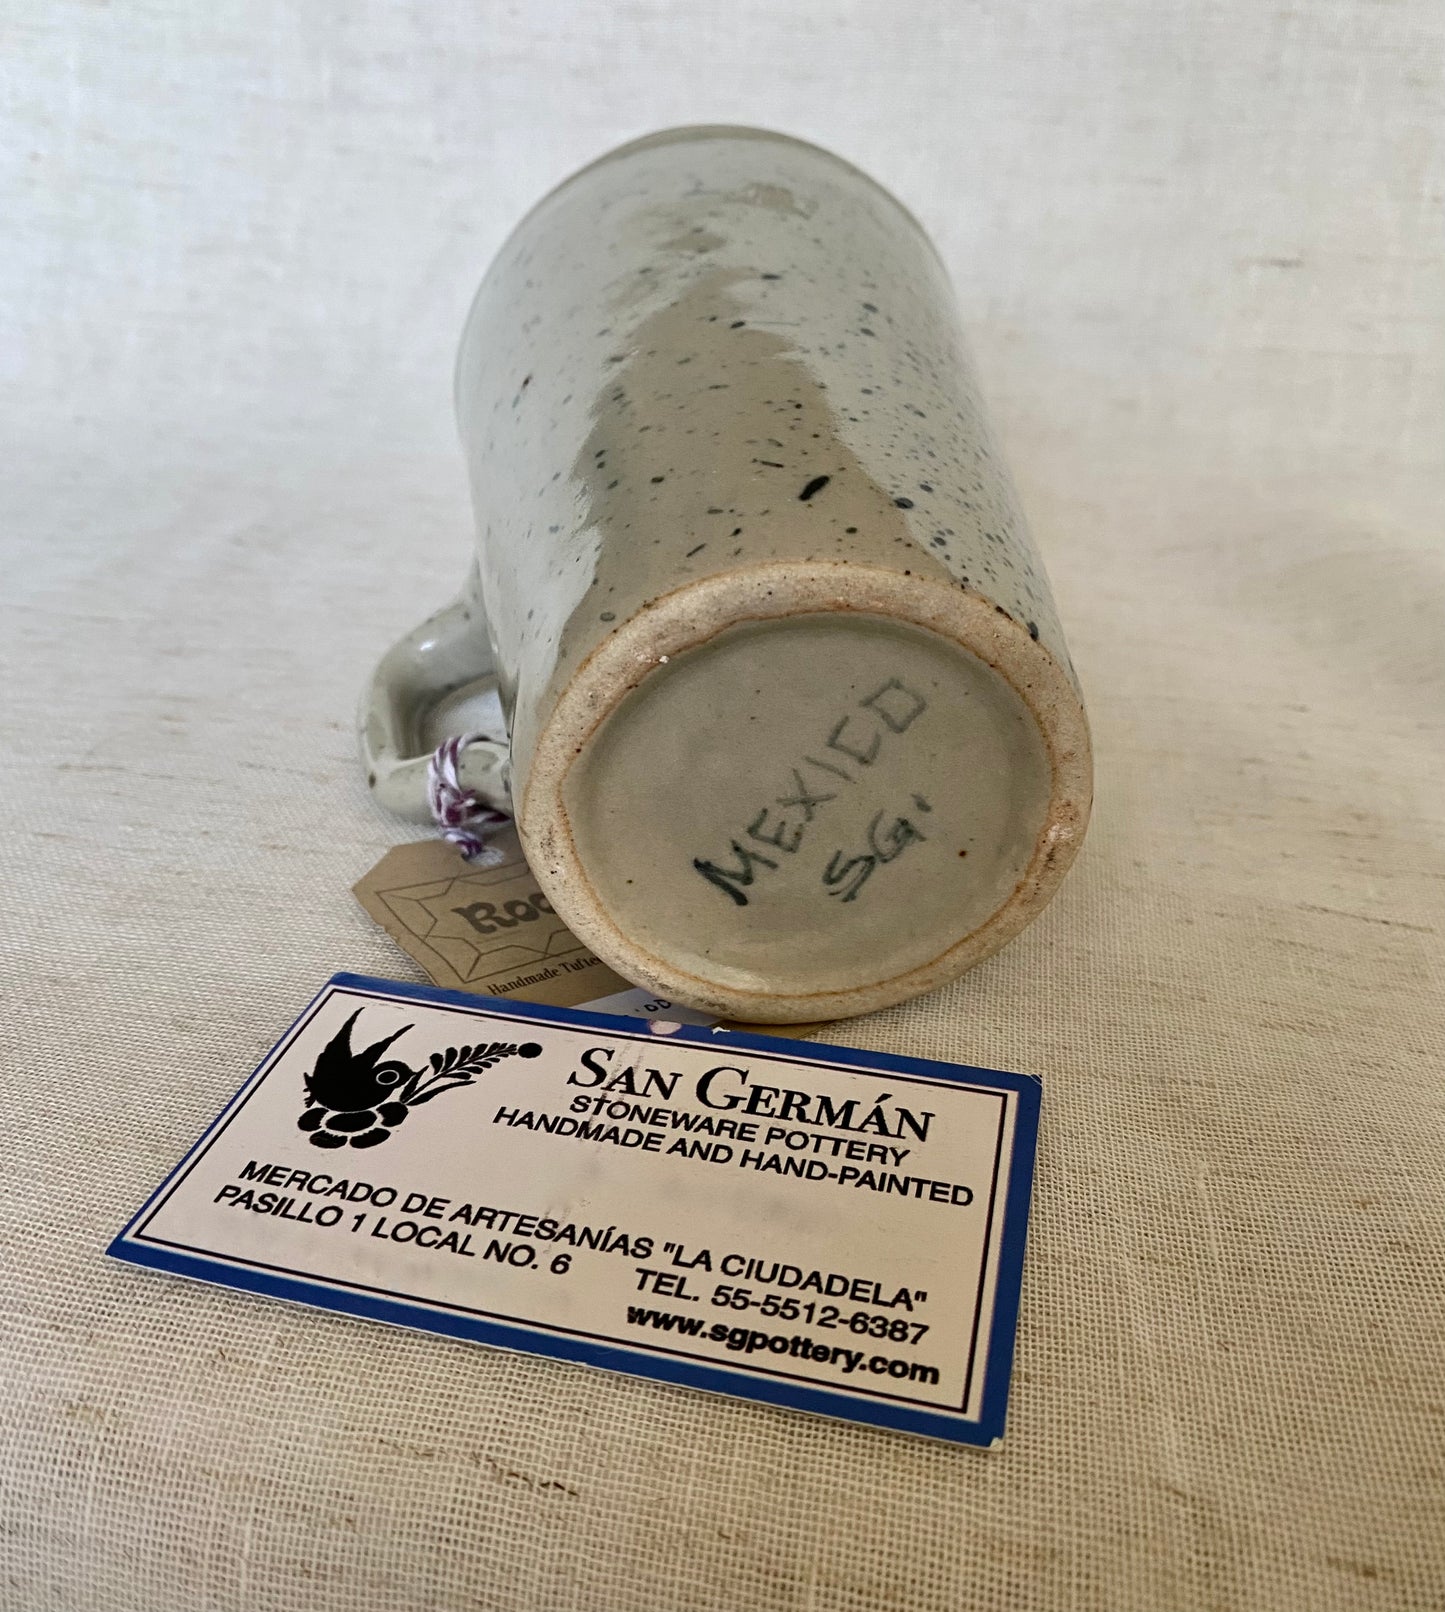 MEXICO
SG.
Handmade
SAN GERMÁN
STONEWARE POTTERY
HANDMADE AND HAND-PAINTED
MERCADO DE ARTESANÍAS "LA CIUDADELA"
PASILLO 1 LOCAL NO. 6
TEL. 55-5512-6387
www.sgpottery.com